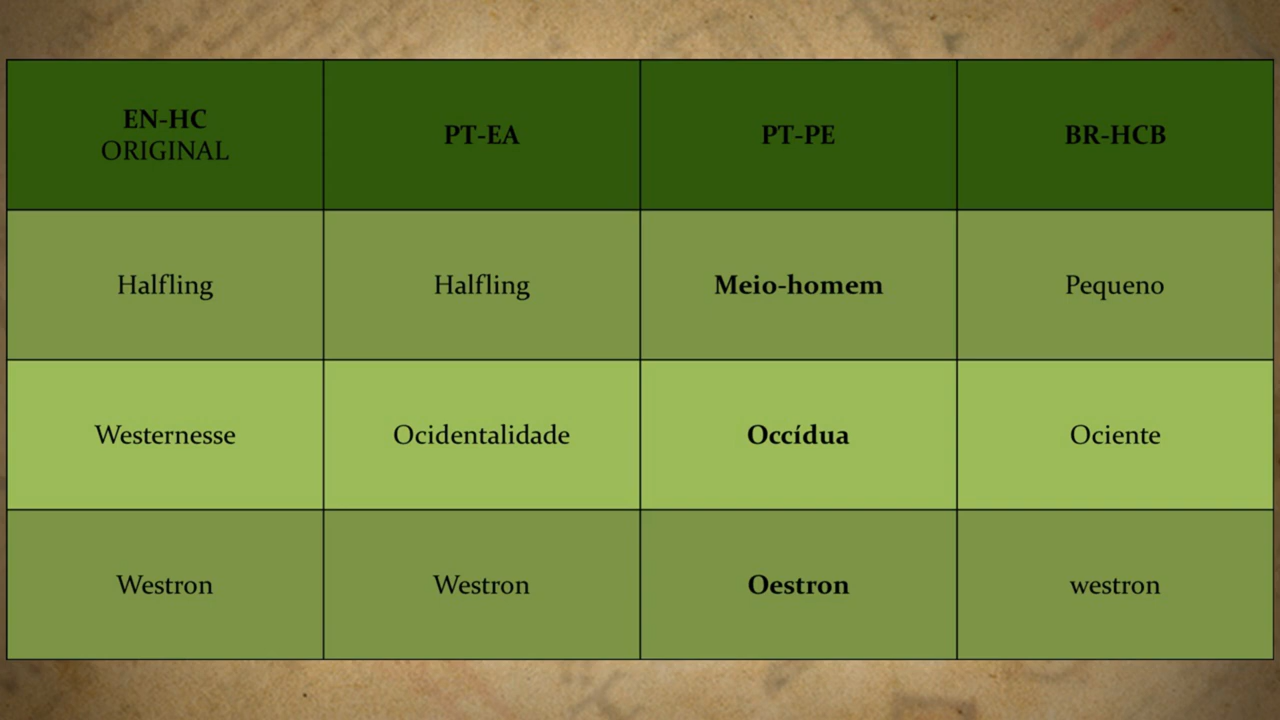 EN-HC
ORIGINAL
PT-EA
PT-PE
BR-HCB
Halfling
Halfling
Meio-homem
Pequeno
Westernesse
Ocidentalidade
Occídua
Ociente
Westron
Westron
Oestron
westron